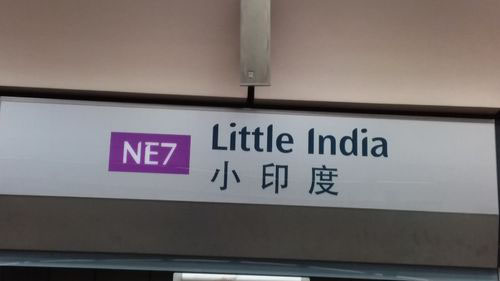 NE7 Little India
小印度